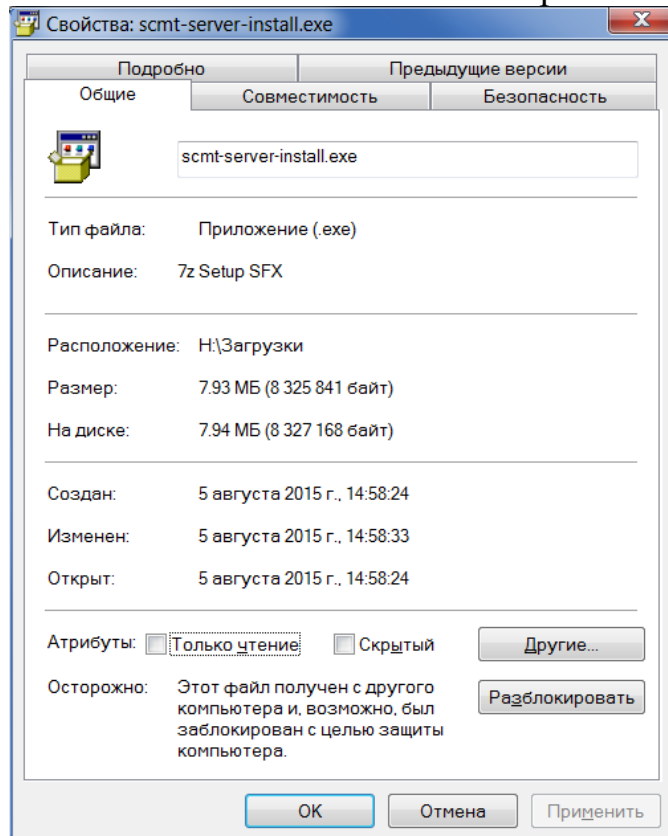 Свойства: scmt-server-install.exe
Подробно
Предыдущие версии
Общие
Совместимость
Безопасность
scmt-server-install.exe
Тип файла: Приложение (.exe)
Описание: 7z Setup SFX
Расположение: H:\Загрузки
Размер: 7.93 МБ (8 325 841 байт)
На диске: 7.94 МБ (8 327 168 байт)
Создан: 5 августа 2015 г., 14:58:24
Изменен: 5 августа 2015 г., 14:58:33
Открыт: 5 августа 2015 г., 14:58:24
Атрибуты: Только чтение Скрытый Другие...
Осторожно: Этот файл получен с другого
компьютера и, возможно, был
заблокирован с целью защиты
компьютера.
Разблокировать
OK Отмена Применить